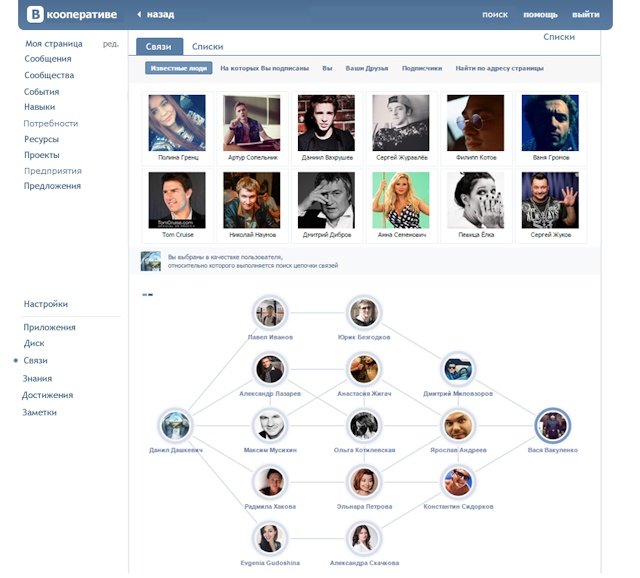 В кооперативе
назад
поиск
помощь
выйти
Моя страница
ред.
Сообщения
Сообщества
События
Навыки
Потребности
Ресурсы
Проекты
Предприятия
Предложения
Настройки
Приложения
Диск
Связи
Знания
Достижения
Заметки
Списки
Связи
Списки
Известные люди
На которых Вы подписаны
Вы
Ваши Друзья
Подписчики
Найти по адресу страницы
Полина Гренц
Артур Сопельник
Даниил Вахрушев
Сергей Журавлёв
Филипп Котов
Ваня Громов
TomCruise.com
Tom Cruise
Николай Наумов
Дмитрий Дибров
Анна Семенович
Певица Ёлка
Сергей Жуков
Вы выбраны в качестве пользователя,
относительно которого выполняется поиск цепочки связей
Павел Иванов
Юрик Безгодков
Александр Лазарев
Анастасия Жигач
Дмитрий Миловзоров
Данил Дашкевич
Максим Мусихин
Ольга Котилевская
Ярослав Андреев
Вася Вакуленко
Радмила Хакова
Эльнара Петрова
Константин Сидорков
Evgenia Gudoshina
Александра Скачкова